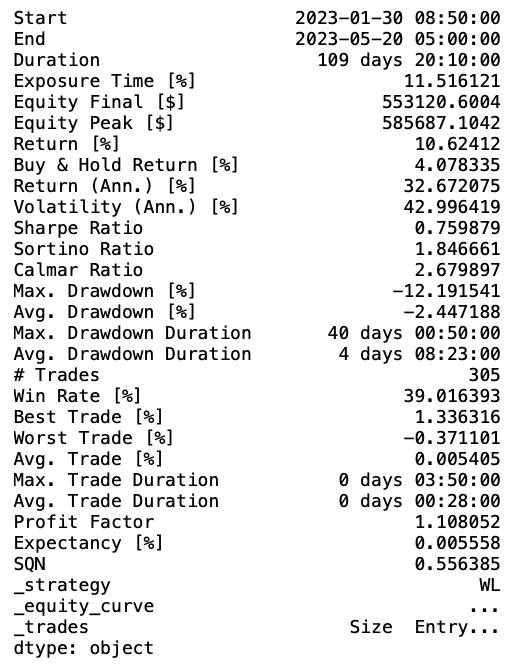 Start 2023-01-30 08:50:00
End 2023-05-20 05:00:00
Duration 109 days 20:10:00
Exposure Time [%] 11.516121
Equity Final [$] 553120.6004
Equity Peak [$] 585687.1042
Return [%] 10.62412
Buy & Hold Return [%] 4.078335
Return (Ann.) [%] 32.672075
Volatility (Ann.) [%] 42.996419
Sharpe Ratio 0.759879
Sortino Ratio 1.846661
Calmar Ratio 2.679897
Max. Drawdown [%] -12.191541
Avg. Drawdown [%] -2.447188
Max. Drawdown Duration 40 days 00:50:00
Avg. Drawdown Duration 4 days 08:23:00
# Trades 305
Win Rate [%] 39.016393
Best Trade [%] 1.336316
Worst Trade [%] -0.371101
Avg. Trade [%] 0.005405
Max. Trade Duration 0 days 03:50:00
Avg. Trade Duration 0 days 00:28:00
Profit Factor 1.108052
Expectancy [%] 0.005558
SQN 0.556385
_strategy WL
_equity_curve ...
_trades Size Entry...
dtype: object